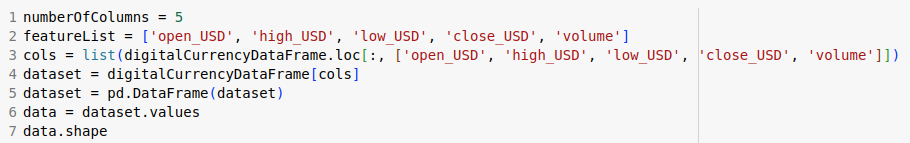 1 numberOfColumns = 5
2 featureList = ['open_USD', 'high_USD', 'low_USD', 'close_USD', 'volume']
3 cols = list(digitalCurrencyDataFrame.loc[:, ['open_USD', 'high_USD', 'low_USD', 'close_USD', 'volume']])
4 dataset = digitalCurrencyDataFrame[cols]
5 dataset = pd.DataFrame(dataset)
6 data = dataset.values
7 data.shape